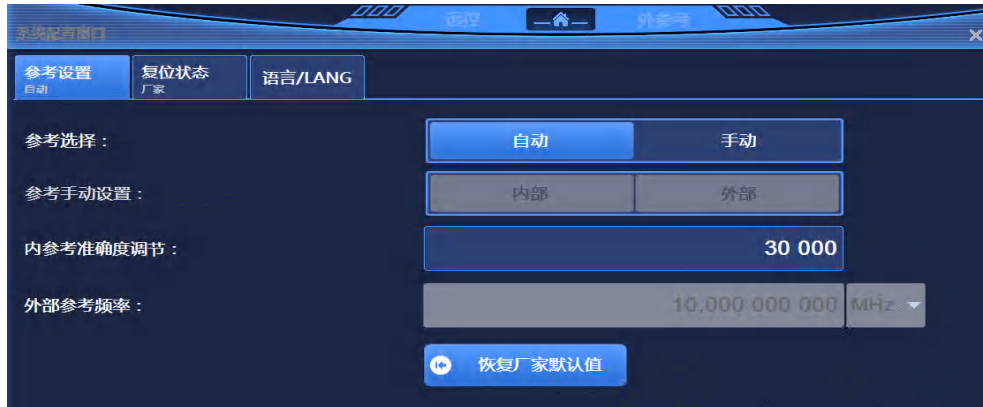 远控 外参考
系统配置窗口
参考设置 复位状态 语言/LANG
自动 厂家
参考选择： 自动 手动
参考手动设置： 内部 外部
内参考准确度调节： 30 000
外部参考频率： 10.000 000 000 MHz
恢复厂家默认值